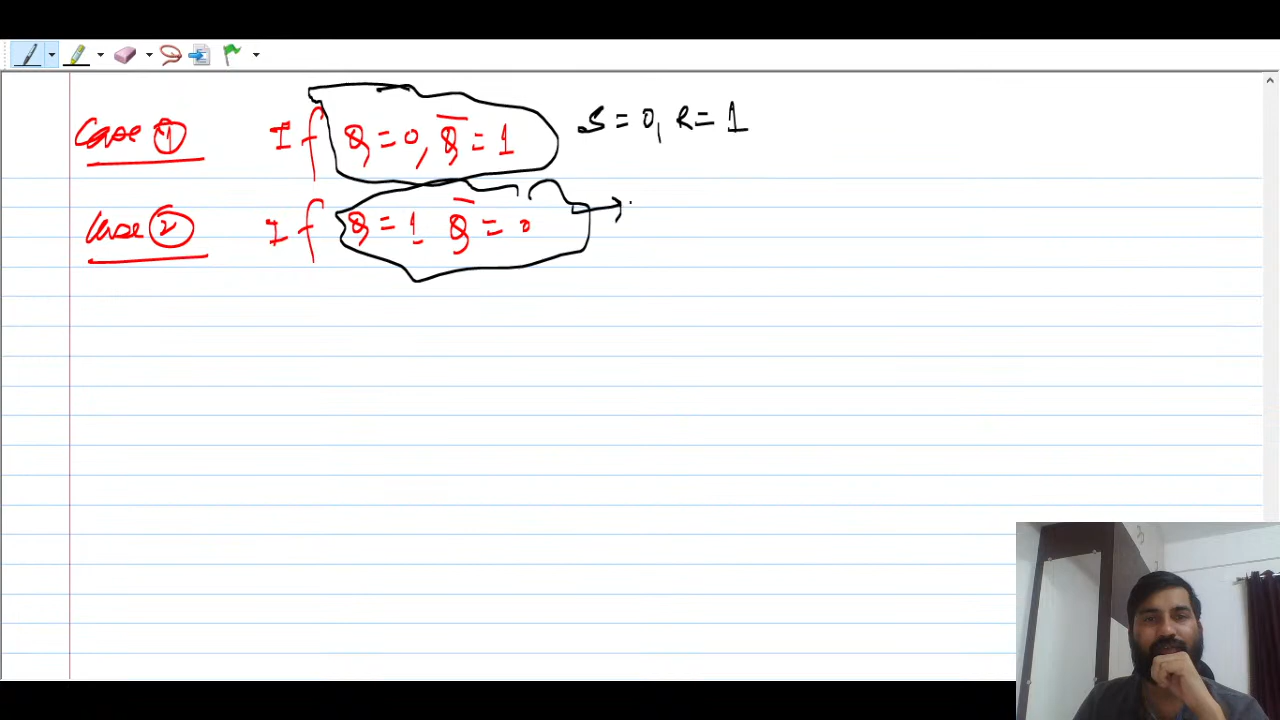 Case ① If Q = 0, Q̅ = 1 S = 0, R = 1
Case ② If Q = 1 Q̅ = 0 →